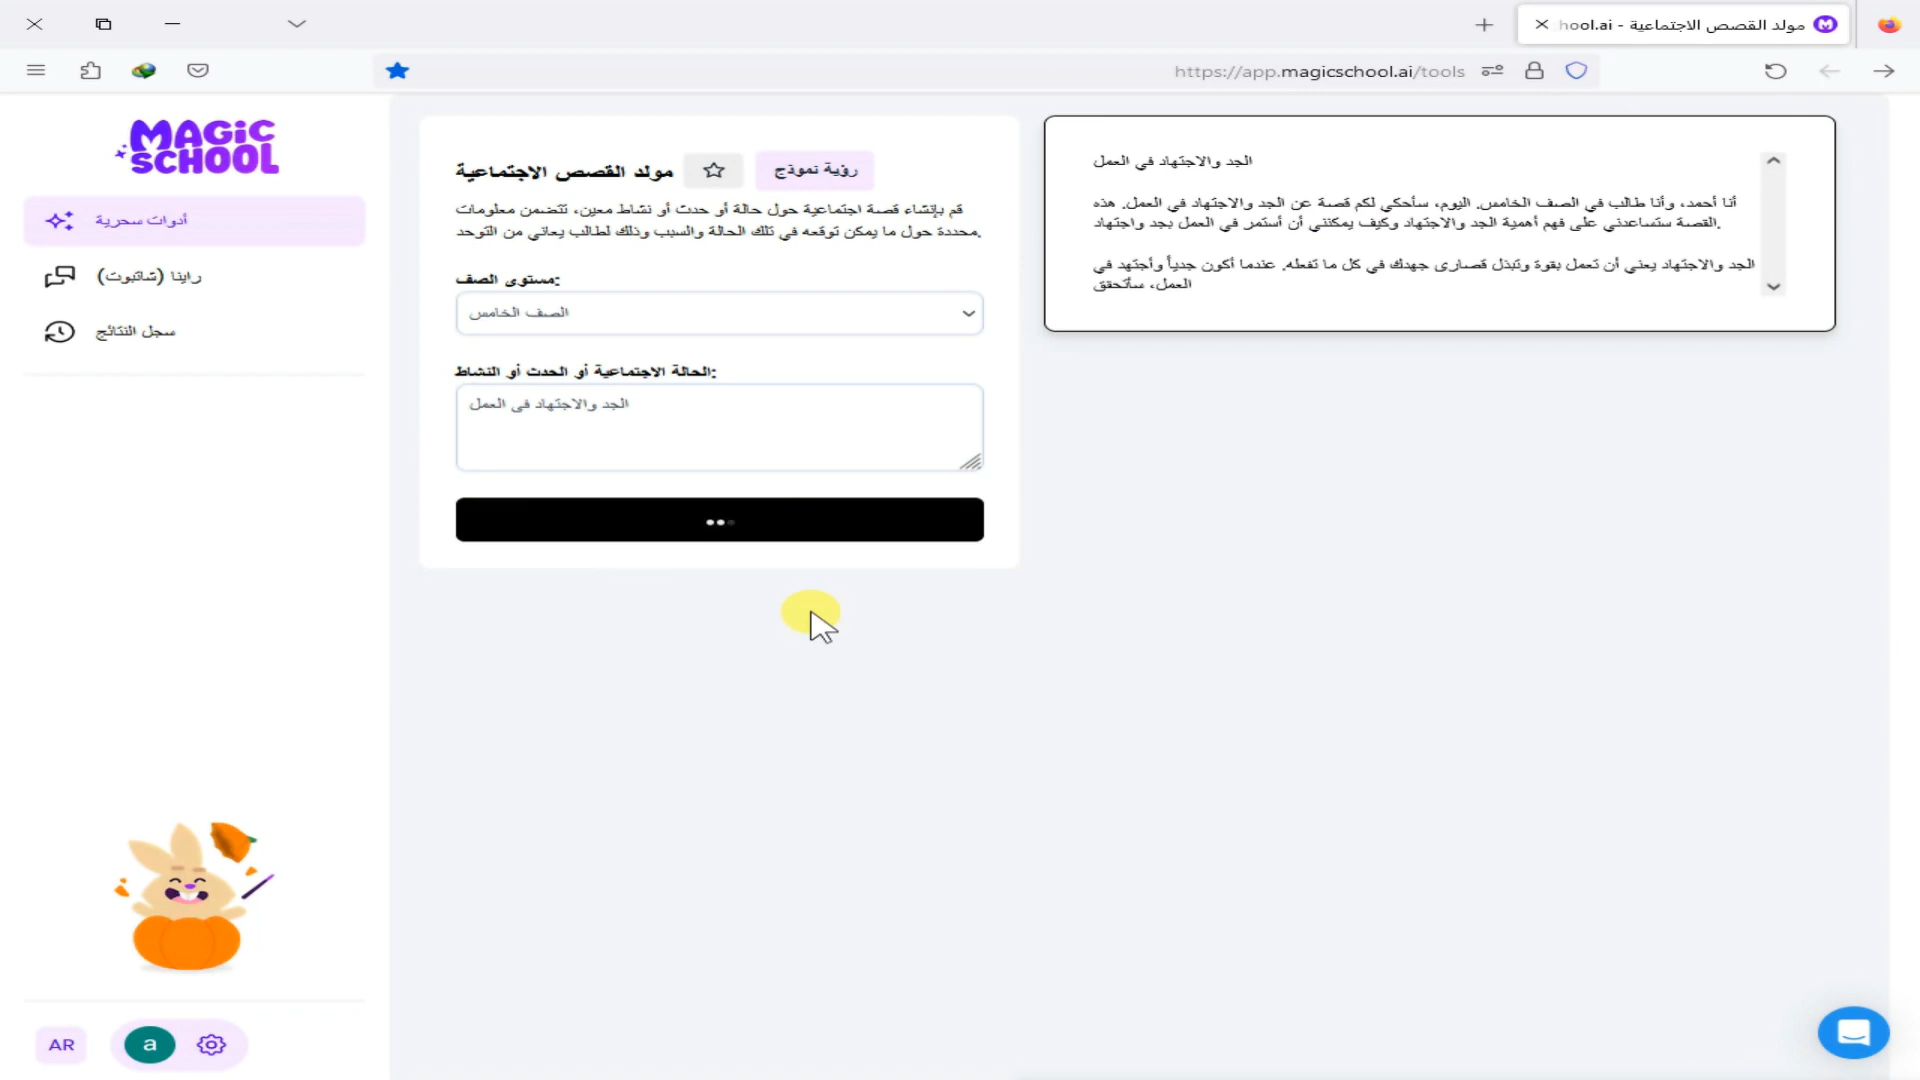 hool.ai - مولد القصص الاجتماعية
https://app.magicschool.ai/tools
MAGiC
SCHOOL
أدوات سحرية
راينا (شاتبوت)
سجل النتائج
AR
a
مولد القصص الاجتماعية
رؤية نموذج
قم بإنشاء قصة اجتماعية حول حالة أو حدث أو نشاط معين، تتضمن معلومات
محددة حول ما يمكن توقعه في تلك الحالة والسبب وذلك لطالب يعاني من التوحد.
مستوى الصف:
الصف الخامس
الحالة الاجتماعية أو الحدث أو النشاط:
الجد والاجتهاد في العمل
الجد والاجتهاد في العمل
أنا أحمد، وأنا طالب في الصف الخامس. اليوم، سأحكي لكم قصة عن الجد والاجتهاد في العمل. هذه
القصة ستساعدني على فهم أهمية الجد والاجتهاد وكيف يمكنني أن أستمر في العمل بجد واجتهاد.
الجد والاجتهاد يعني أن تعمل بقوة وتبذل قصارى جهدك في كل ما تفعله. عندما أكون جدياً وأجتهد في
العمل، سأتحقق